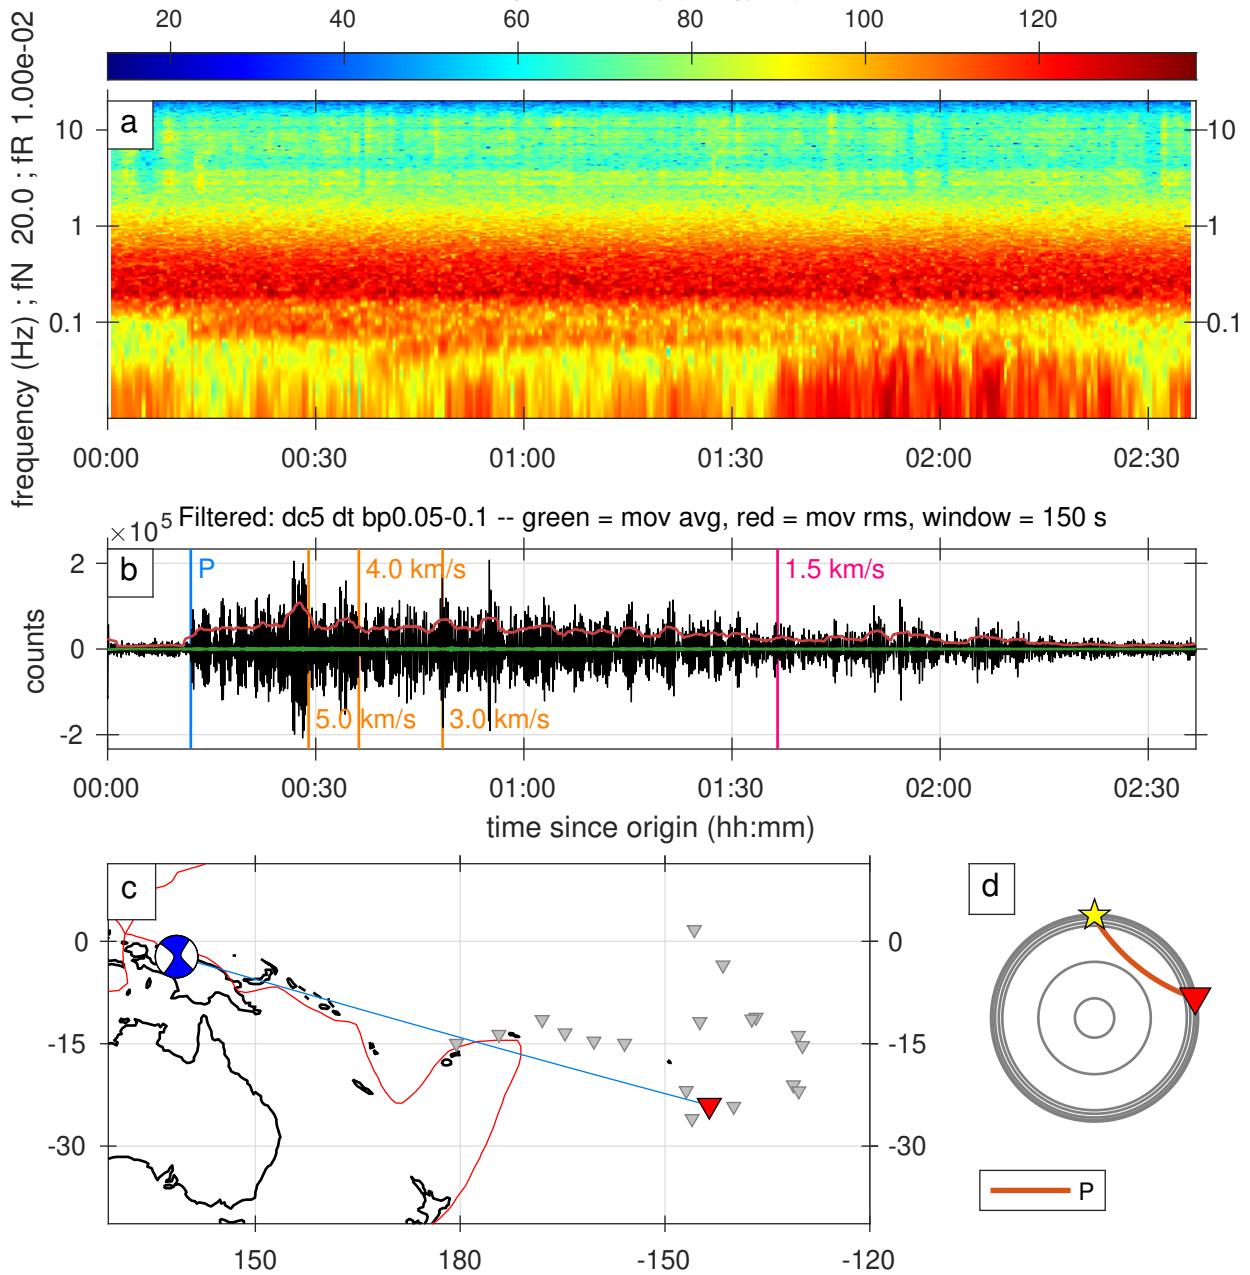 20 40 60 80 100 120
frequency (Hz) ; fN 20.0 ; fR 1.00e-02
a
10 10
1 1
0.1 0.1
00:00 00:30 01:00 01:30 02:00 02:30
×10^5 Filtered: dc5 dt bp0.05-0.1 -- green = mov avg, red = mov rms, window = 150 s
b
P 4.0 km/s 1.5 km/s
2
0
-2
counts
5.0 km/s 3.0 km/s
00:00 00:30 01:00 01:30 02:00 02:30
time since origin (hh:mm)
c
0 0
-15 -15
-30 -30
150 180 -150 -120
d
P